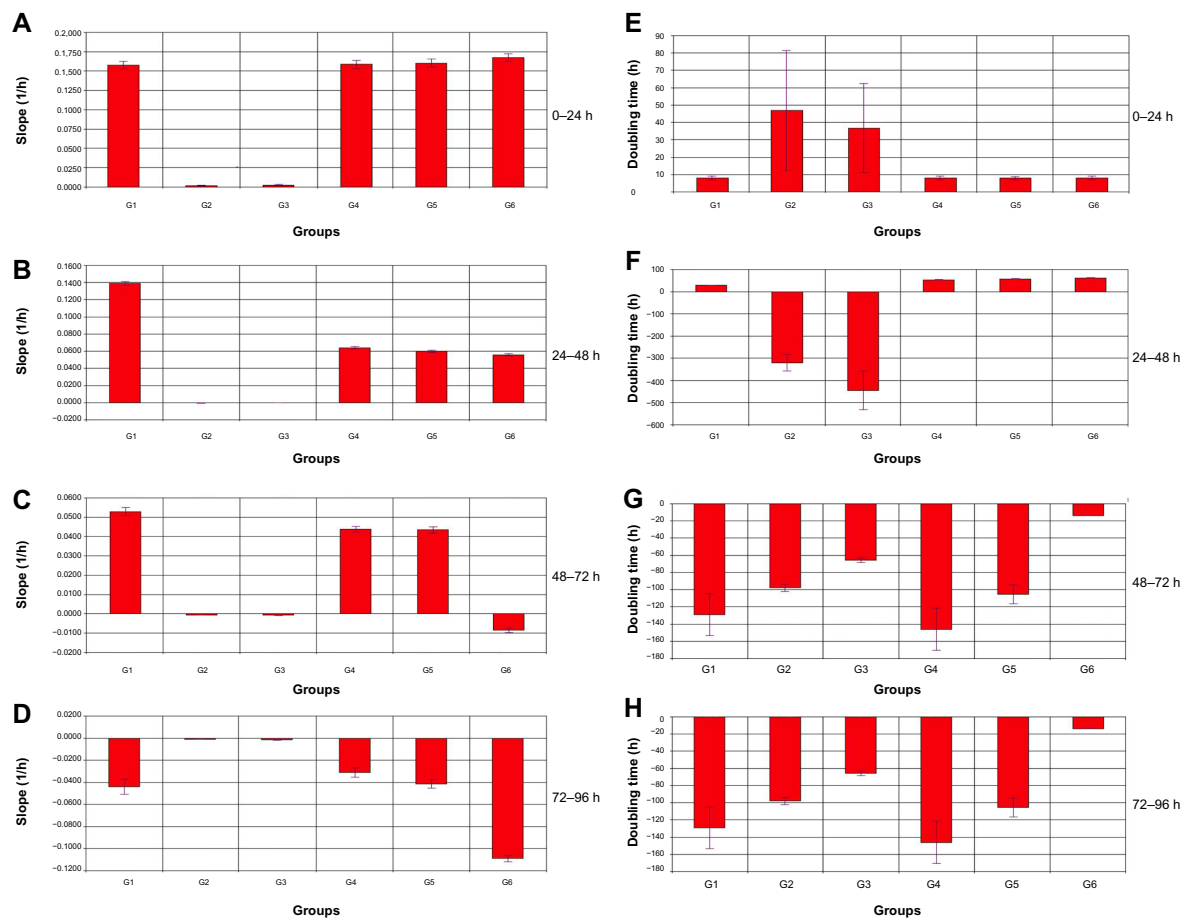 A
Slope (1/h)
0.2,000
0.1,750
0.1,500
0.1,250
0.1000
0.0750
0.0500
0.0250
0.0000
G1 G2 G3 G4 G5 G6
Groups
0–24 h
B
Slope (1/h)
0.1600
0.1400
0.1200
0.1000
0.0800
0.0600
0.0400
0.0200
0.0000
−0.0200
G1 G2 G3 G4 G5 G6
Groups
24–48 h
C
Slope (1/h)
0.0600
0.0500
0.0400
0.0300
0.0200
0.0100
0.0000
−0.0100
−0.0200
G1 G2 G3 G4 G5 G6
Groups
48–72 h
D
Slope (1/h)
0.0200
0.0000
−0.0200
−0.0400
−0.0600
−0.0800
−0.1000
−0.1200
G1 G2 G3 G4 G5 G6
Groups
72–96 h
E
Doubling time (h)
90
80
70
60
50
40
30
20
10
0
G1 G2 G3 G4 G5 G6
Groups
0–24 h
F
Doubling time (h)
100
0
−100
−200
−300
−400
−500
−600
G1 G2 G3 G4 G5 G6
Groups
24–48 h
G
Doubling time (h)
0
−20
−40
−60
−80
−100
−120
−140
−160
−180
G1 G2 G3 G4 G5 G6
Groups
48–72 h
H
Doubling time (h)
0
−20
−40
−60
−80
−100
−120
−140
−160
−180
G1 G2 G3 G4 G5 G6
Groups
72–96 h